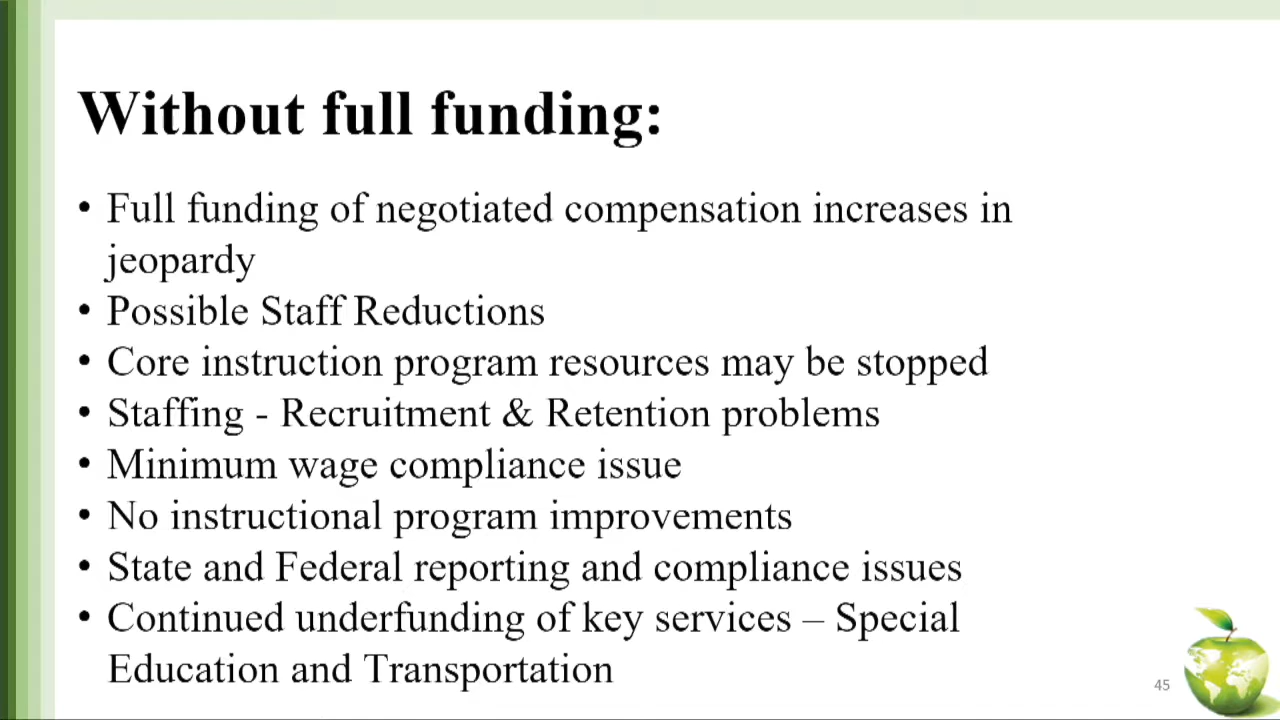 Without full funding:
• Full funding of negotiated compensation increases in
jeopardy
• Possible Staff Reductions
• Core instruction program resources may be stopped
• Staffing - Recruitment & Retention problems
• Minimum wage compliance issue
• No instructional program improvements
• State and Federal reporting and compliance issues
• Continued underfunding of key services – Special
Education and Transportation
45